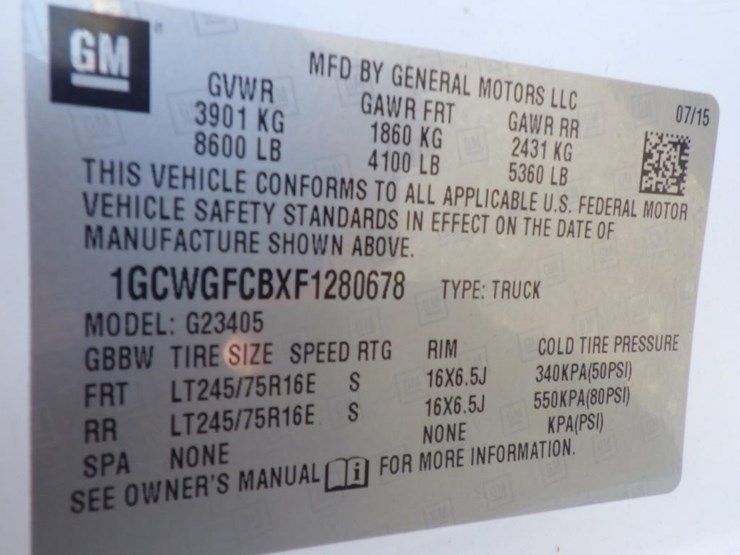 GM
MFD BY GENERAL MOTORS LLC
07/15
GVWR GAWR FRT GAWR RR
3901 KG 1860 KG 2431 KG
8600 LB 4100 LB 5360 LB
THIS VEHICLE CONFORMS TO ALL APPLICABLE U.S. FEDERAL MOTOR
VEHICLE SAFETY STANDARDS IN EFFECT ON THE DATE OF
MANUFACTURE SHOWN ABOVE.
1GCWGFCBXF1280678 TYPE: TRUCK
MODEL: G23405
GBBW TIRE SIZE SPEED RTG RIM COLD TIRE PRESSURE
FRT LT245/75R16E S 16X6.5J 340KPA(50PSI)
RR LT245/75R16E S 16X6.5J 550KPA(80PSI)
SPA NONE NONE KPA(PSI)
SEE OWNER'S MANUAL i FOR MORE INFORMATION.